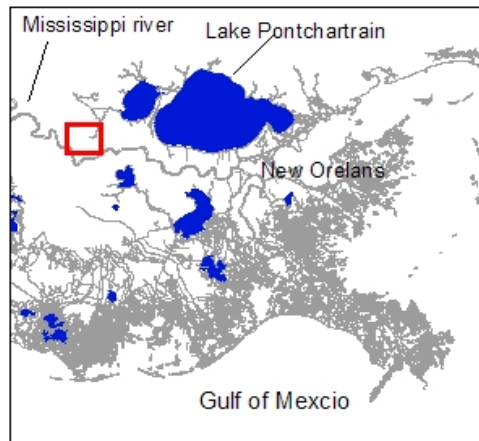 Mississippi river
Lake Pontchartrain
New Orelans
Gulf of Mexcio